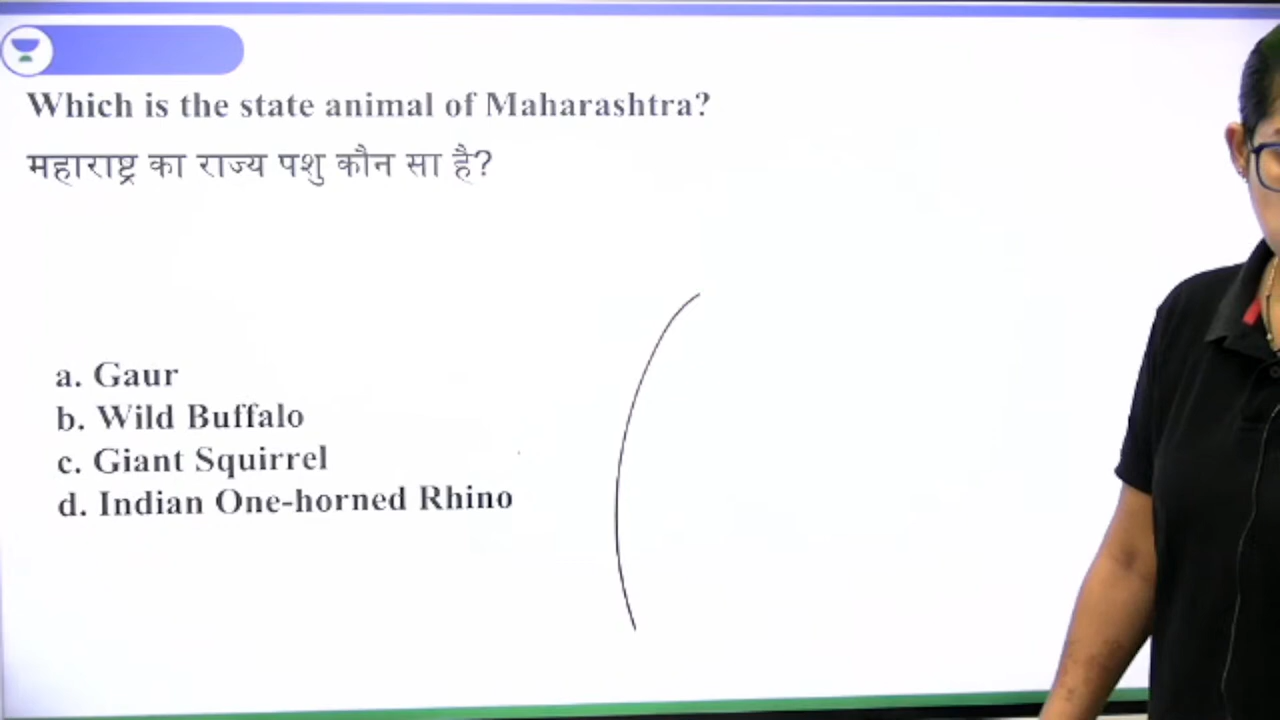 Which is the state animal of Maharashtra?
महाराष्ट्र का राज्य पशु कौन सा है?
a. Gaur
b. Wild Buffalo
c. Giant Squirrel
d. Indian One-horned Rhino